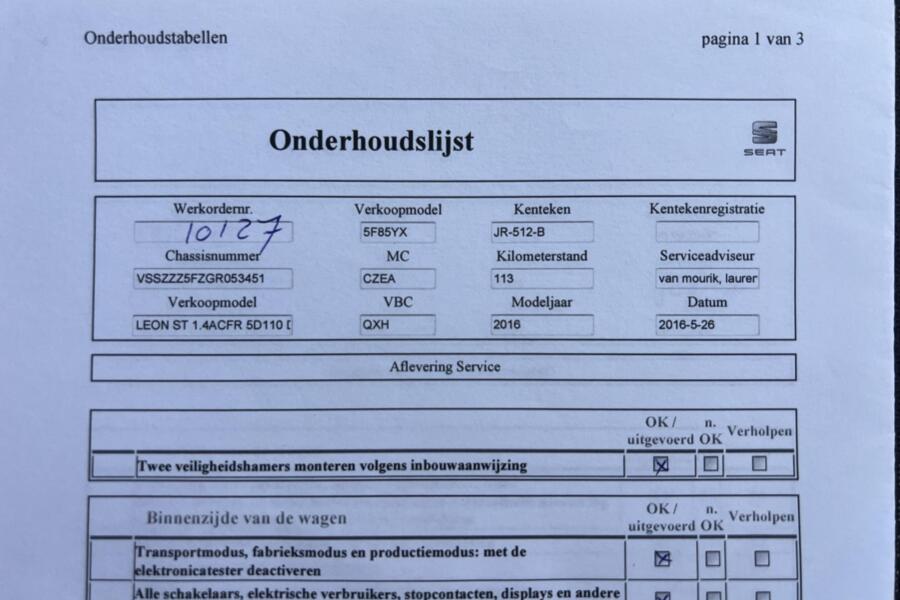 Onderhoudstabellen pagina 1 van 3
Onderhoudslijst
SEAT
Werkordernr. Verkoopmodel Kenteken Kentekenregistratie
10127 5F85YX JR-512-B
Chassisnummer MC Kilometerstand Serviceadviseur
VSSZZZ5FZGR053451 CZEA 113 van mourik, laurer
Verkoopmodel VBC Modeljaar Datum
LEON ST 1.4ACFR 5D110 D QXH 2016 2016-5-26
Aflevering Service
OK / n. Verholpen
uitgevoerd OK
Twee veiligheidshamers monteren volgens inbouwaanwijzing
Binnenzijde van de wagen OK / n. Verholpen
uitgevoerd OK
Transportmodus, fabrieksmodus en productiemodus: met de
elektronicatester deactiveren
Alle schakelaars, elektrische verbruikers, stopcontacten, displays en andere